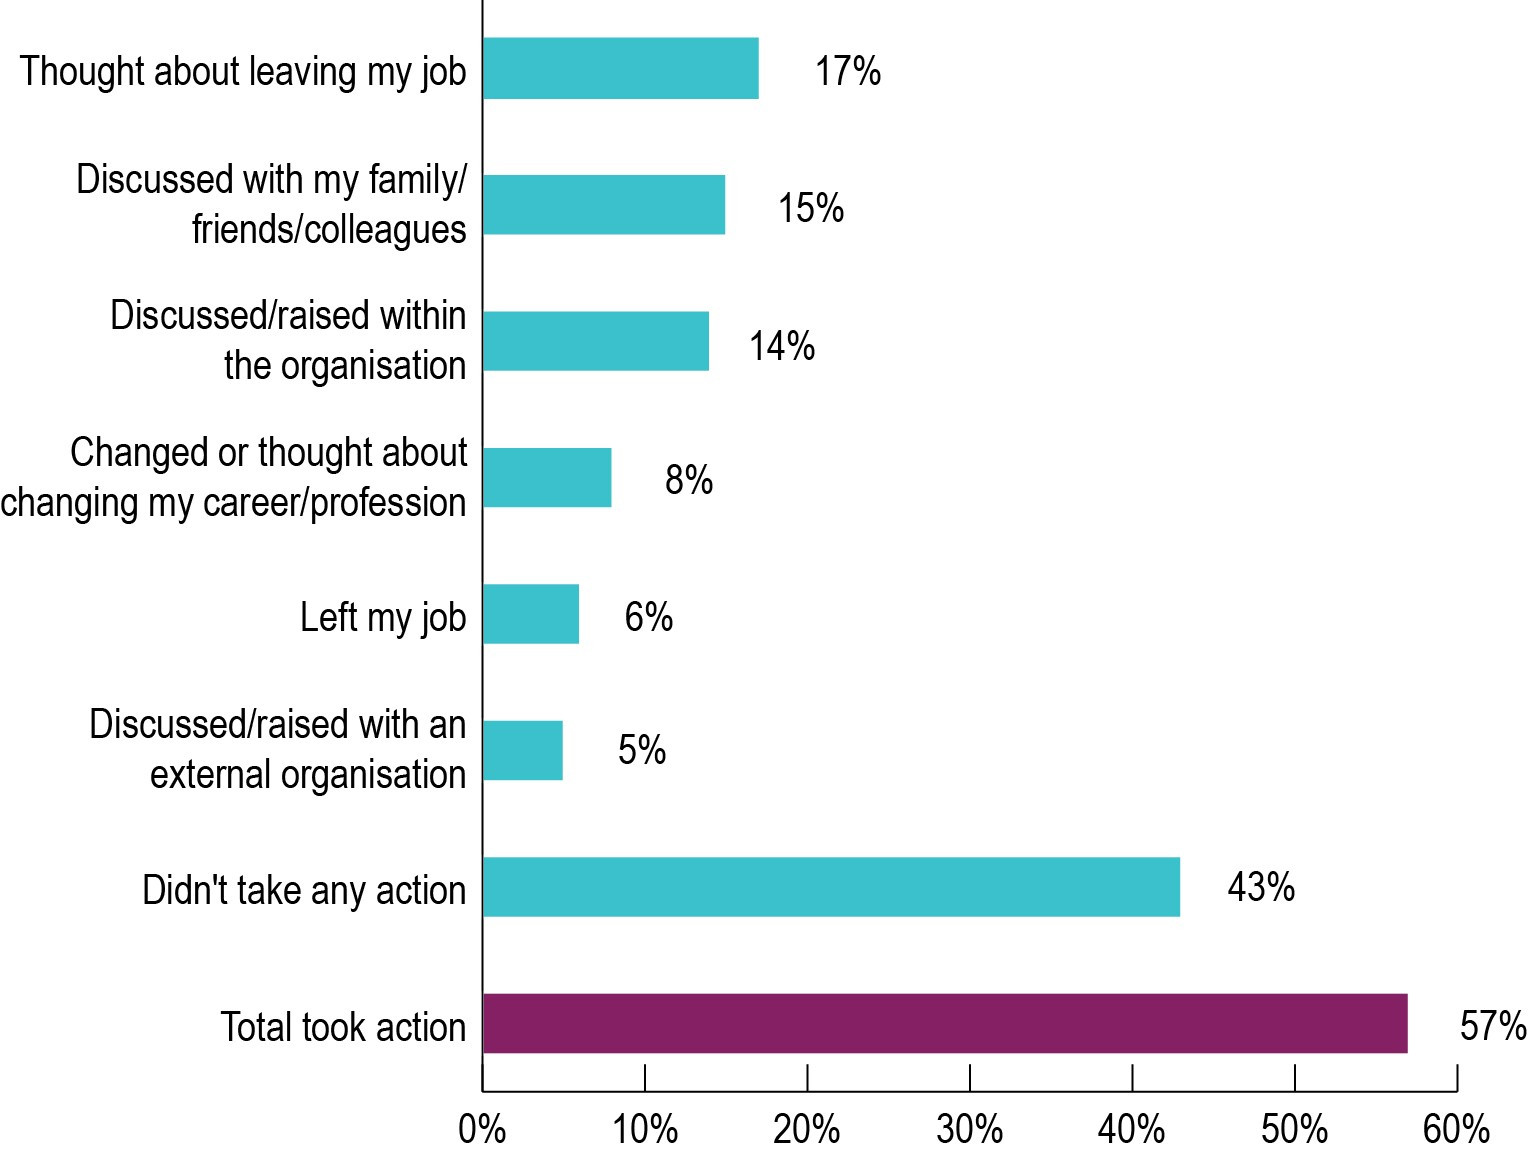 Thought about leaving my job
17%
Discussed with my family/
friends/colleagues
15%
Discussed/raised within
the organisation
14%
Changed or thought about
changing my career/profession
8%
Left my job
6%
Discussed/raised with an
external organisation
5%
Didn't take any action
43%
Total took action
57%
0% 10% 20% 30% 40% 50% 60%